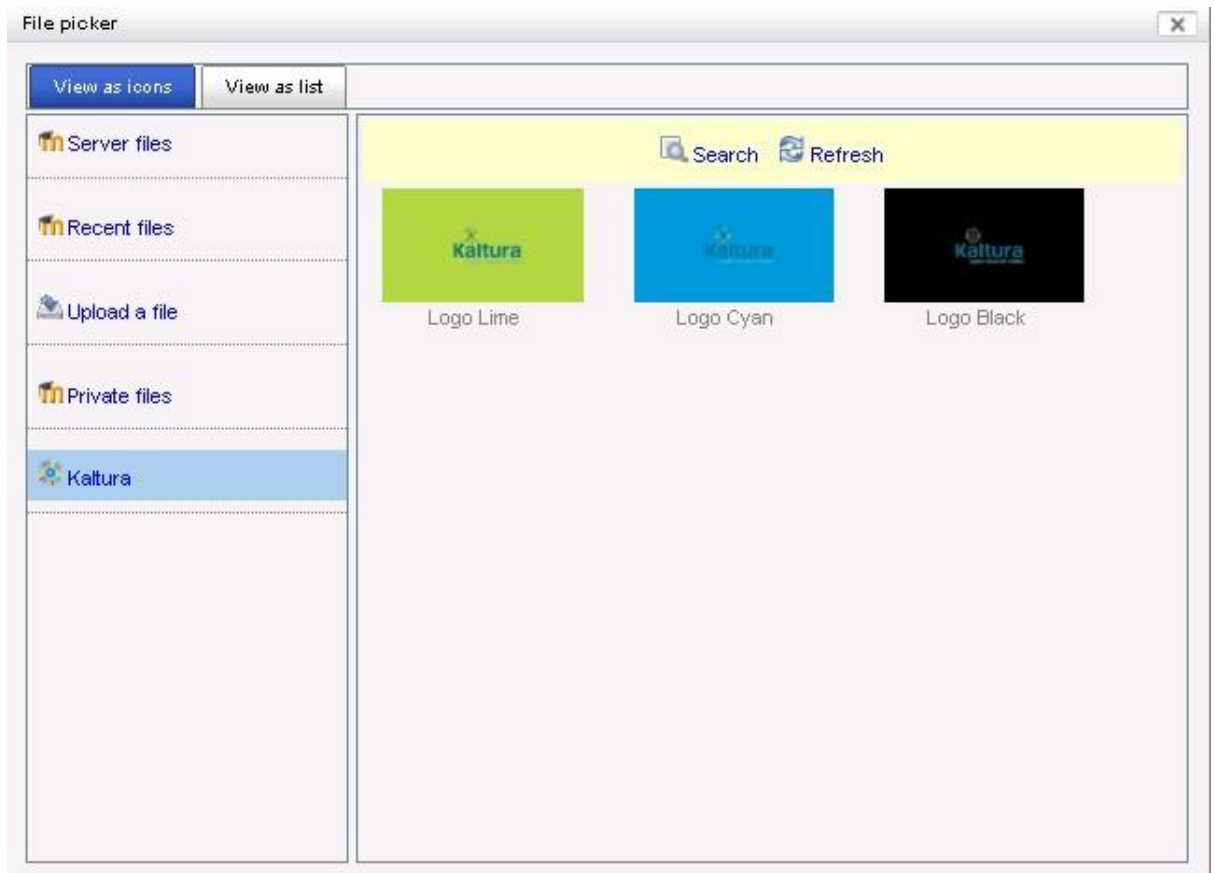 File picker
View as icons View as list
Server files
Recent files
Upload a file
Private files
Kaltura
Search Refresh
Kaltura Kaltura Kaltura
Logo Lime Logo Cyan Logo Black